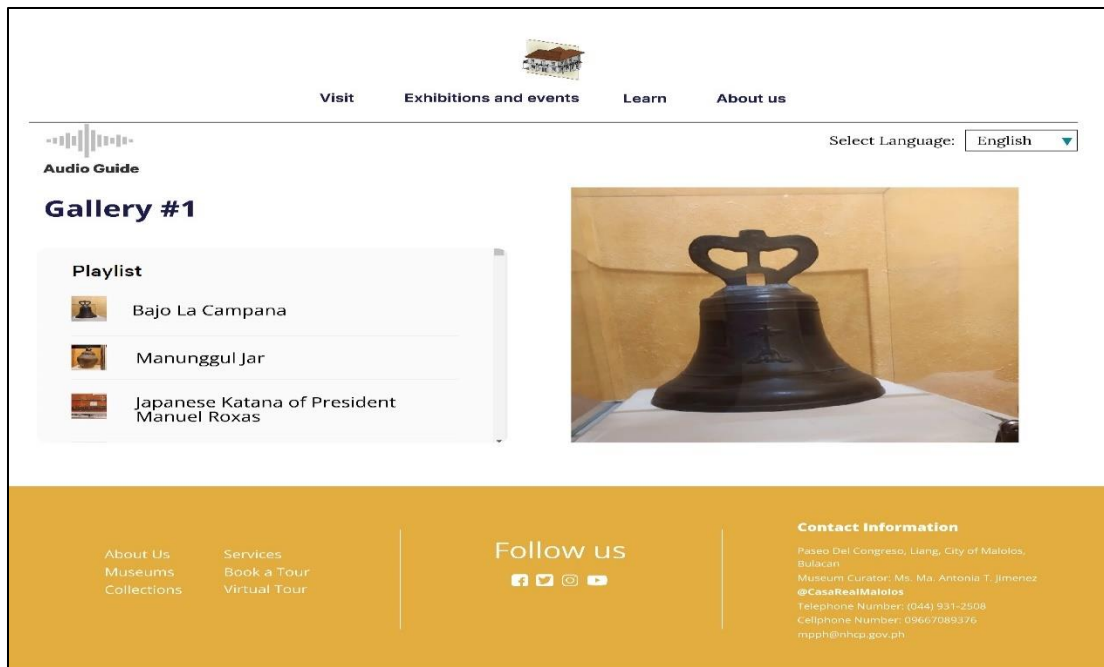 Visit Exhibitions and events Learn About us
Audio Guide
Select Language: English
Gallery #1
Playlist
Bajo La Campana
Manunggul Jar
Japanese Katana of President
Manuel Roxas
About Us
Museums
Collections
Services
Book a Tour
Virtual Tour
Follow us
Contact Information
Paseo Del Congreso, Liang, City of Malolos,
Bulacan
Museum Curator: Ms. Ma. Antonia T. Jimenez
@CasaRealMalolos
Telephone Number: (044) 931-2508
Cellphone Number: 09667089376
mpph@nhcp.gov.ph